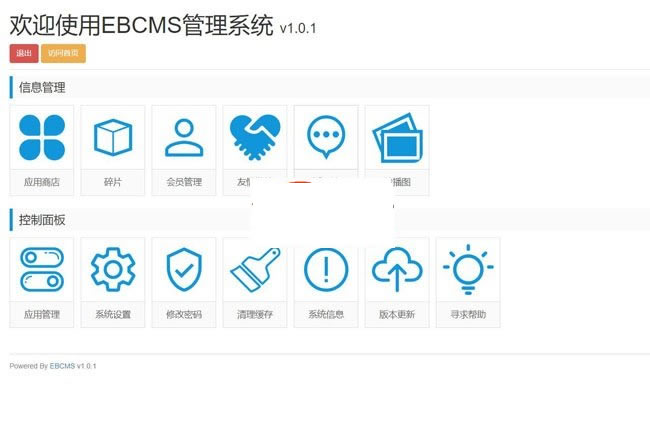 欢迎使用EBCMS管理系统 v1.0.1
退出 访问首页
信息管理
应用商店 碎片 会员管理 友 播图
控制面板
应用管理 系统设置 修改密码 清理缓存 系统信息 版本更新 寻求帮助
Powered By EBCMS v1.0.1